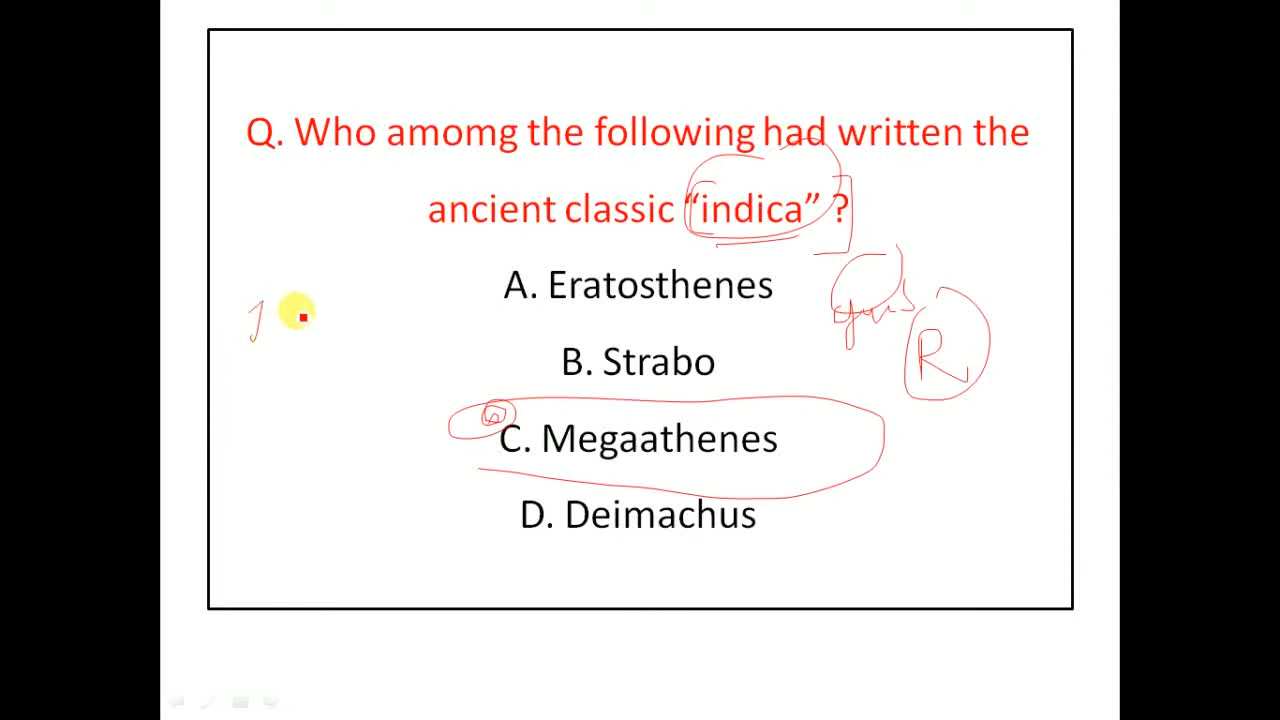 Q. Who amomg the following had written the
ancient classic “indica” ?
A. Eratosthenes
B. Strabo
R
C. Megaathenes
D. Deimachus